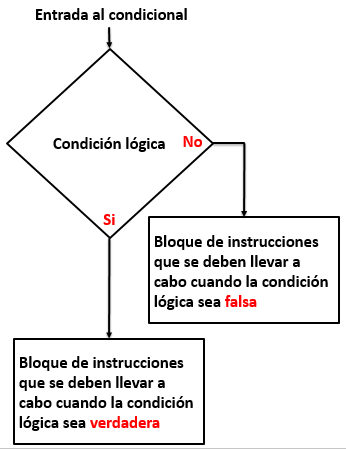 Entrada al condicional
Condición lógica
No
Si
Bloque de instrucciones
que se deben llevar a
cabo cuando la condición
lógica sea falsa
Bloque de instrucciones
que se deben llevar a
cabo cuando la condición
lógica sea verdadera